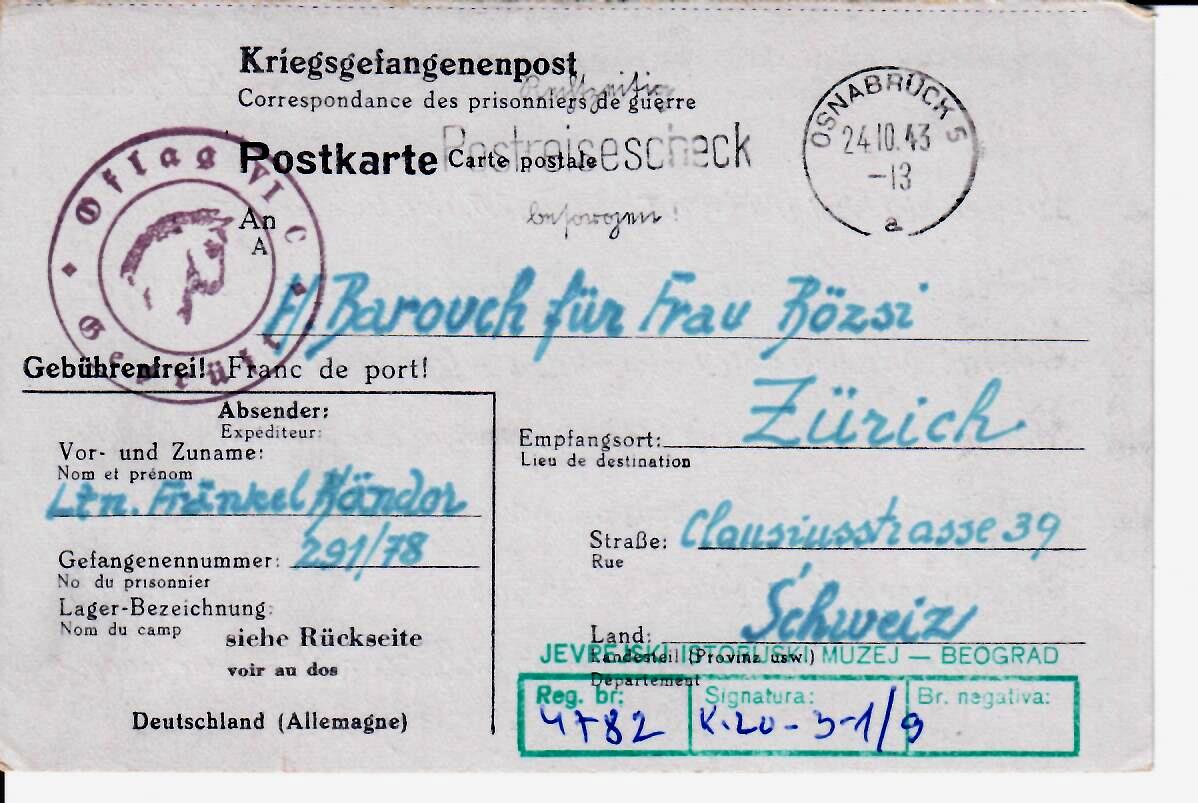 Kriegsgefangenenpost
Rechtzeitig
Correspondance des prisonniers de guerre
Postreisescheck
Postkarte Carte postale
besorgen!
OSNABRÜCK 5
24.10.43
-13
a
Oflag VI C
Geprüft
An
A
H. Barouch für Frau Rözsi
Gebührenfrei! Franc de port!
Zürich
Absender:
Expéditeur:
Empfangsort:
Lieu de destination
Vor- und Zuname:
Nom et prénom
Ltn. Fränkel Sándor
Clausiusstrasse 39
Straße:
Rue
Gefangenennummer: 291/78
No du prisonnier
Lager-Bezeichnung:
Nom du camp
siehe Rückseite
voir au dos
Schweiz
Land:
Landesteil (Provinz usw.)
Département
JEVREJSKI ISTORIJSKI MUZEJ — BEOGRAD
Reg. br: Signatura: Br. negativa:
4782 K.20-3-1/9
Deutschland (Allemagne)